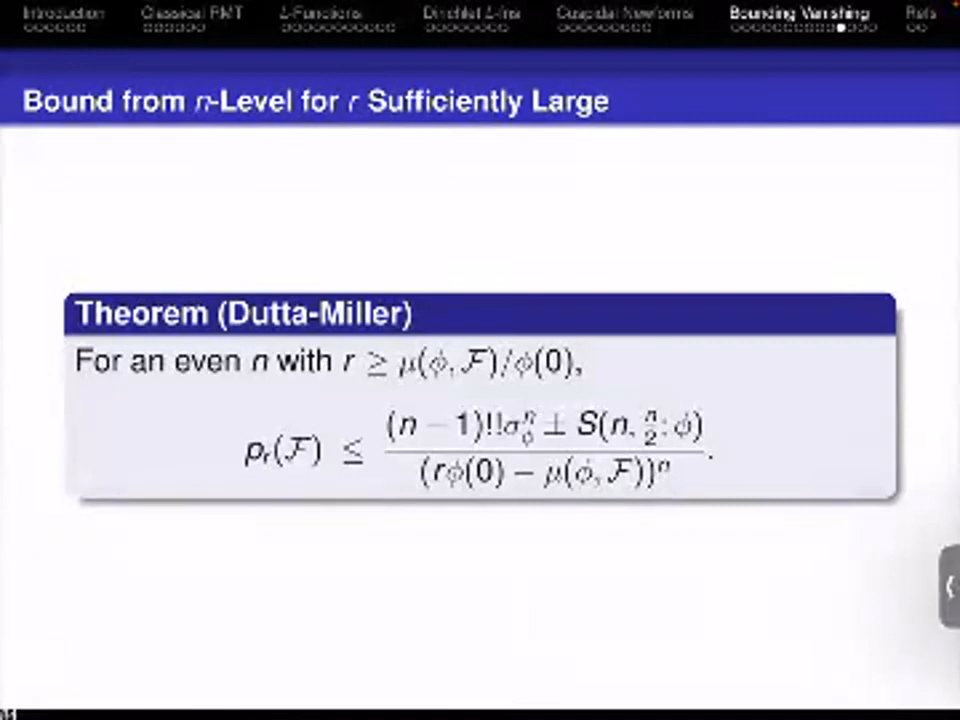 Introduction Classical RMT L-Functions Dirichlet L-fns Cuspidal Newforms Bounding Vanishing Refs
Bound from n-Level for r Sufficiently Large
Theorem (Dutta-Miller)
For an even n with r ≥ μ(φ, F)/φ(0),
p_r(F) ≤ ((n − 1)!!σ_φ^n ± S(n, n/2; φ)) / (rφ(0) − μ(φ, F))^n.